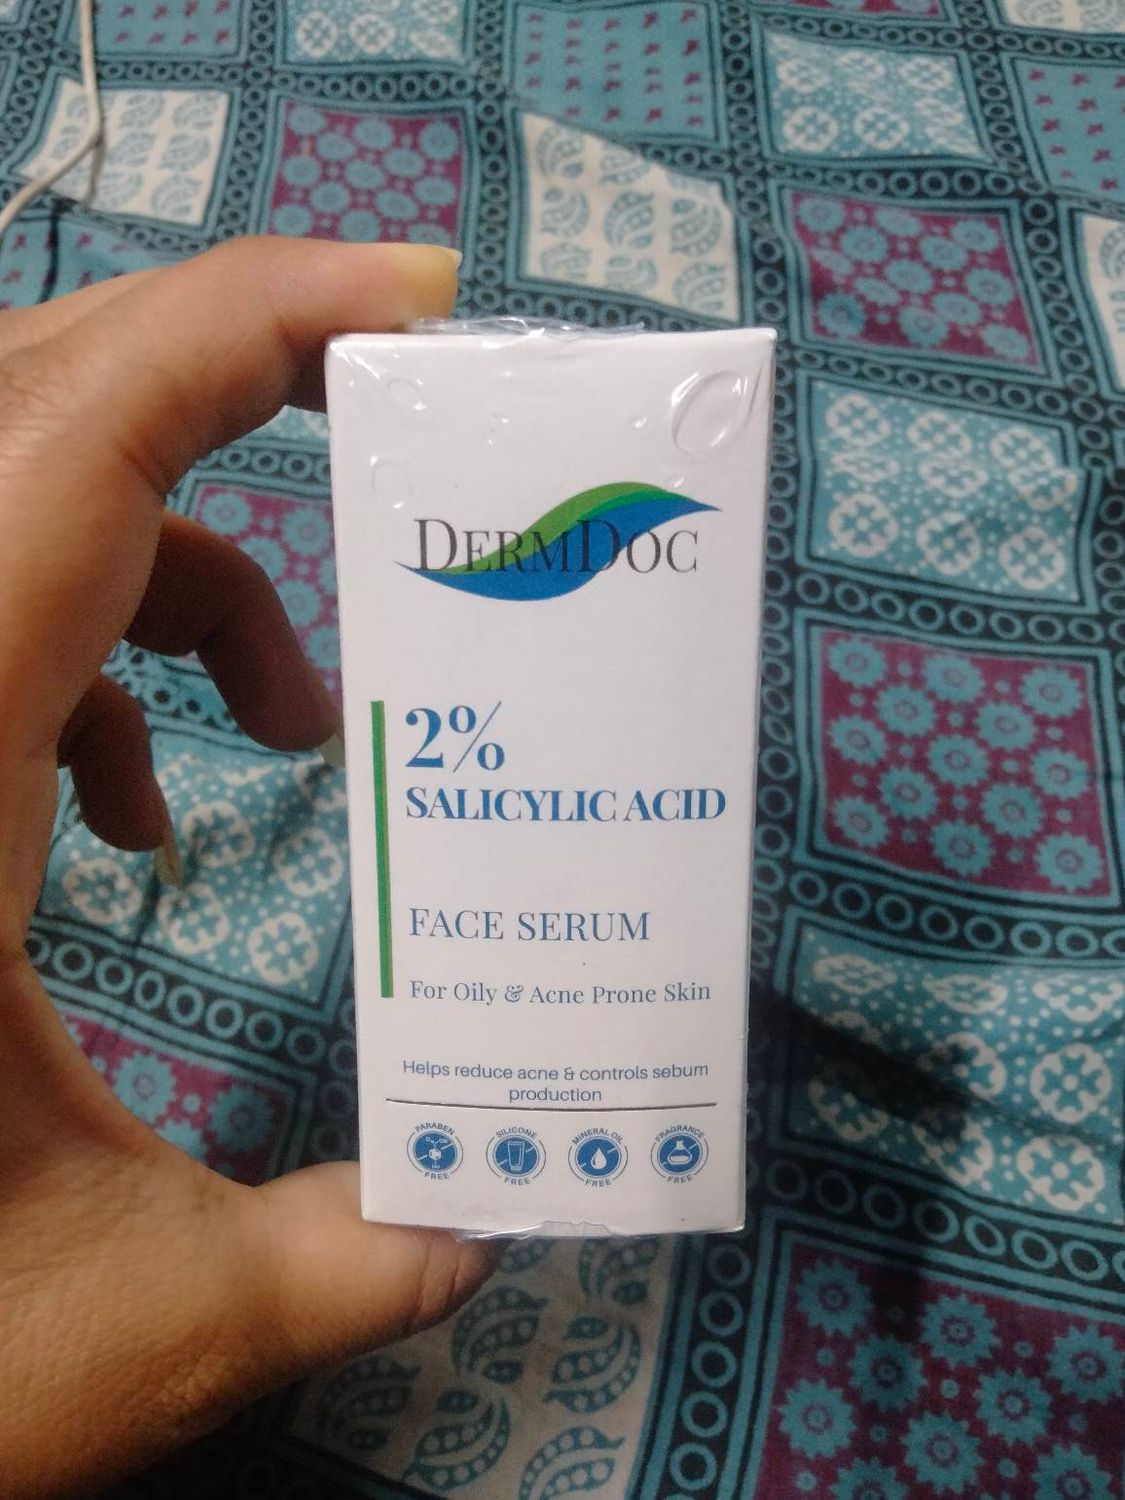 DERMDOC
2%
SALICYLIC ACID
FACE SERUM
For Oily & Acne Prone Skin
Helps reduce acne & controls sebum
production
PARABEN FREE
SILICONE FREE
MINERAL OIL FREE
FRAGRANCE FREE